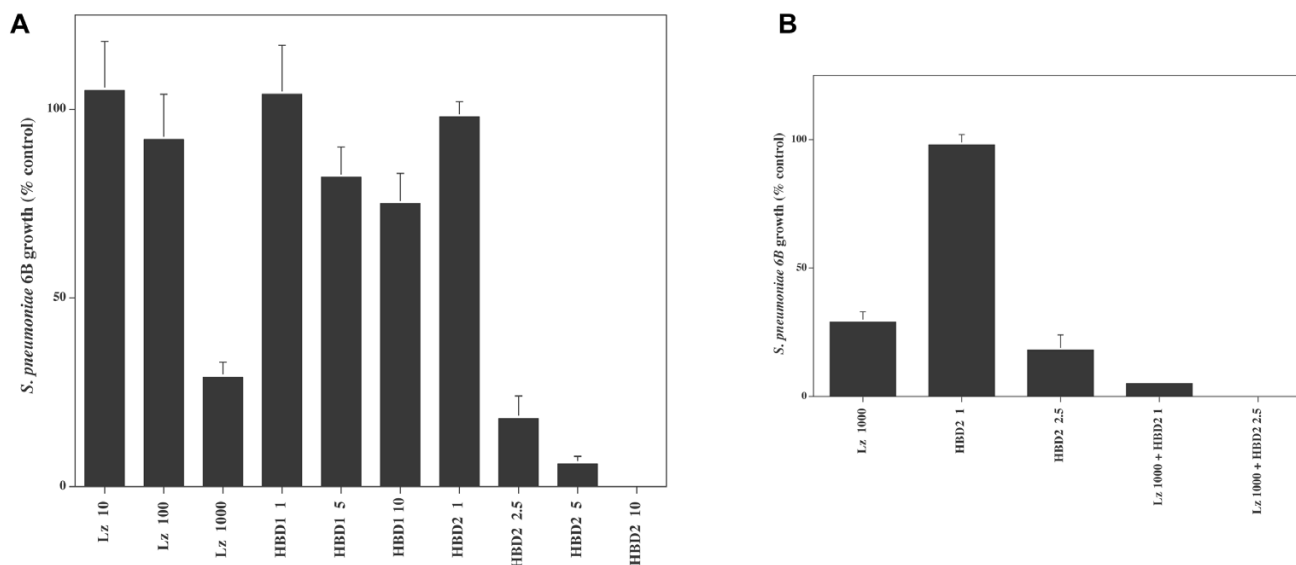 A
S. pneumoniae 6B growth (% control)
100
50
0
Lz 10
Lz 100
Lz 1000
HBD1 1
HBD1 5
HBD1 10
HBD2 1
HBD2 2.5
HBD2 5
HBD2 10
B
S. pneumoniae 6B growth (% control)
100
50
0
Lz 1000
HBD2 1
HBD2 2.5
Lz 1000 + HBD2 1
Lz 1000 + HBD2 2.5